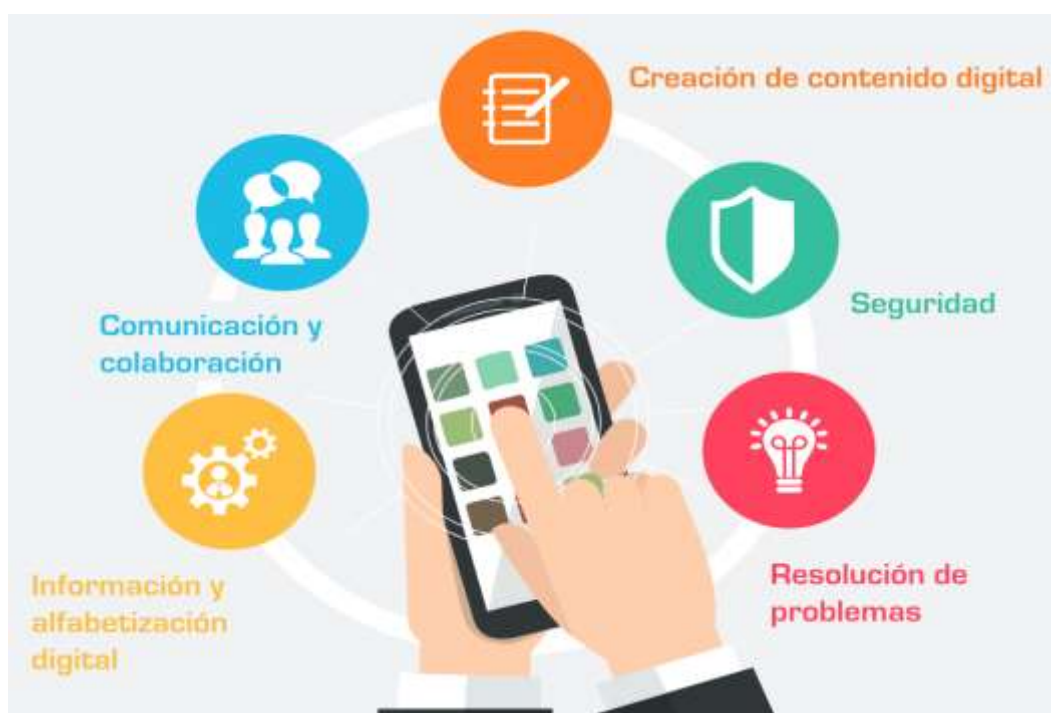 Creación de contenido digital
Seguridad
Comunicación y
colaboración
Resolución de
problemas
Información y
alfabetización
digital